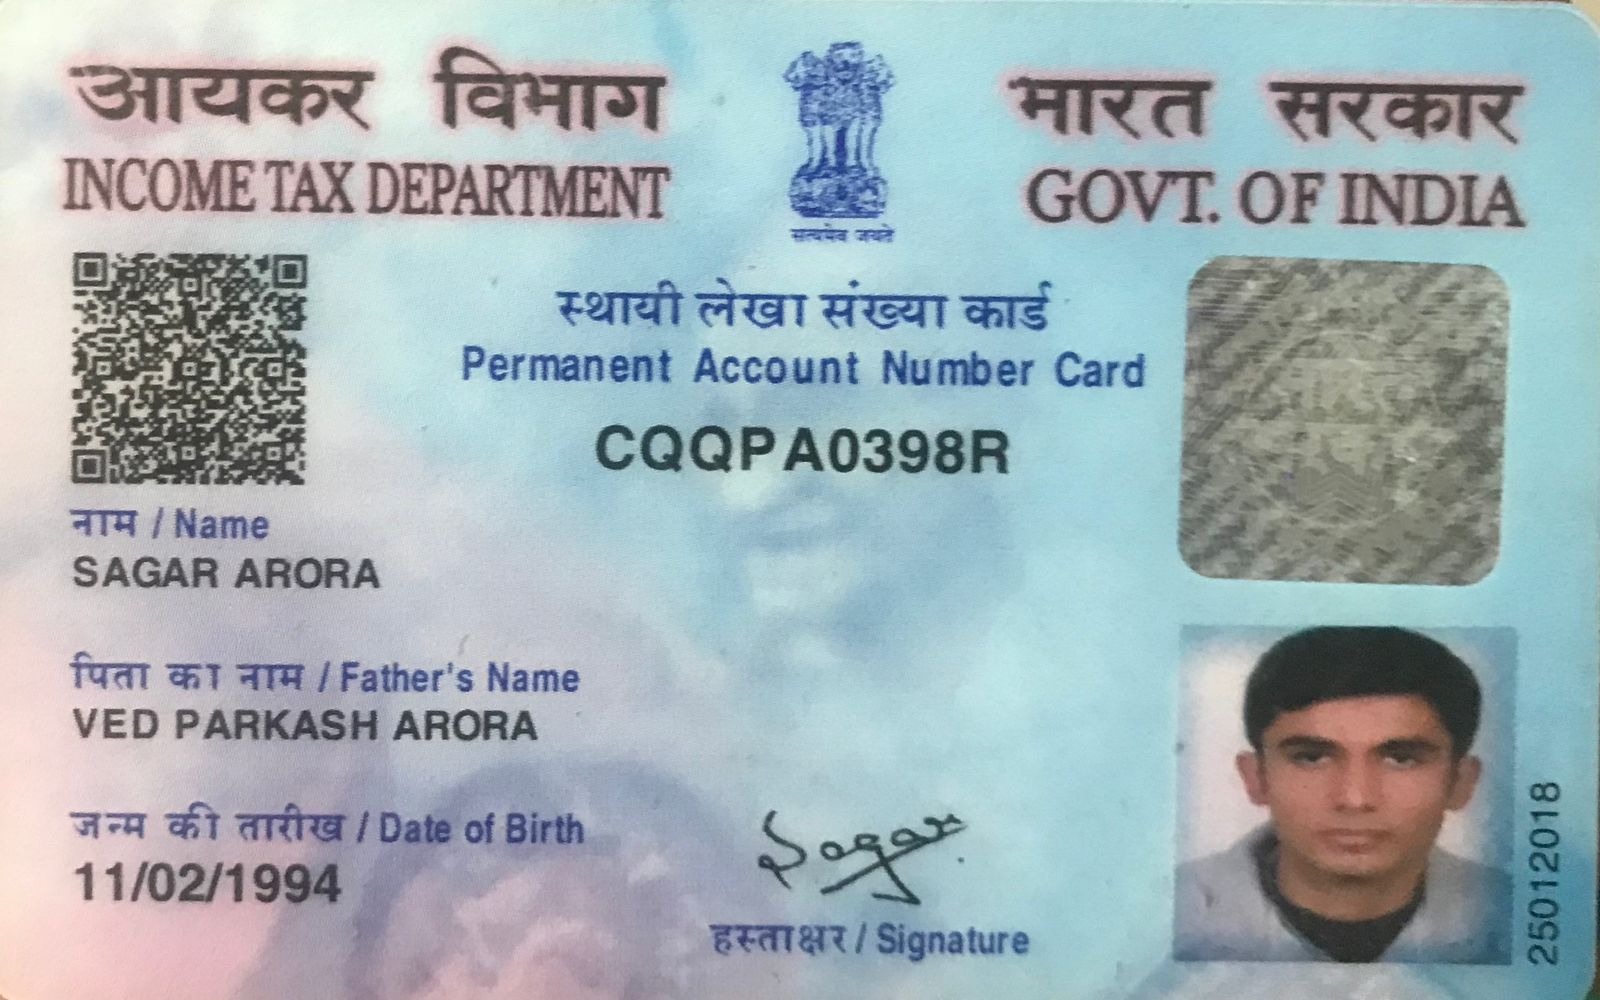 आयकर विभाग
INCOME TAX DEPARTMENT
सत्यमेव जयते
भारत सरकार
GOVT. OF INDIA
स्थायी लेखा संख्या कार्ड
Permanent Account Number Card
CQQPA0398R
नाम / Name
SAGAR ARORA
पिता का नाम / Father's Name
VED PARKASH ARORA
जन्म की तारीख / Date of Birth
11/02/1994
Sagar
हस्ताक्षर / Signature
25012018